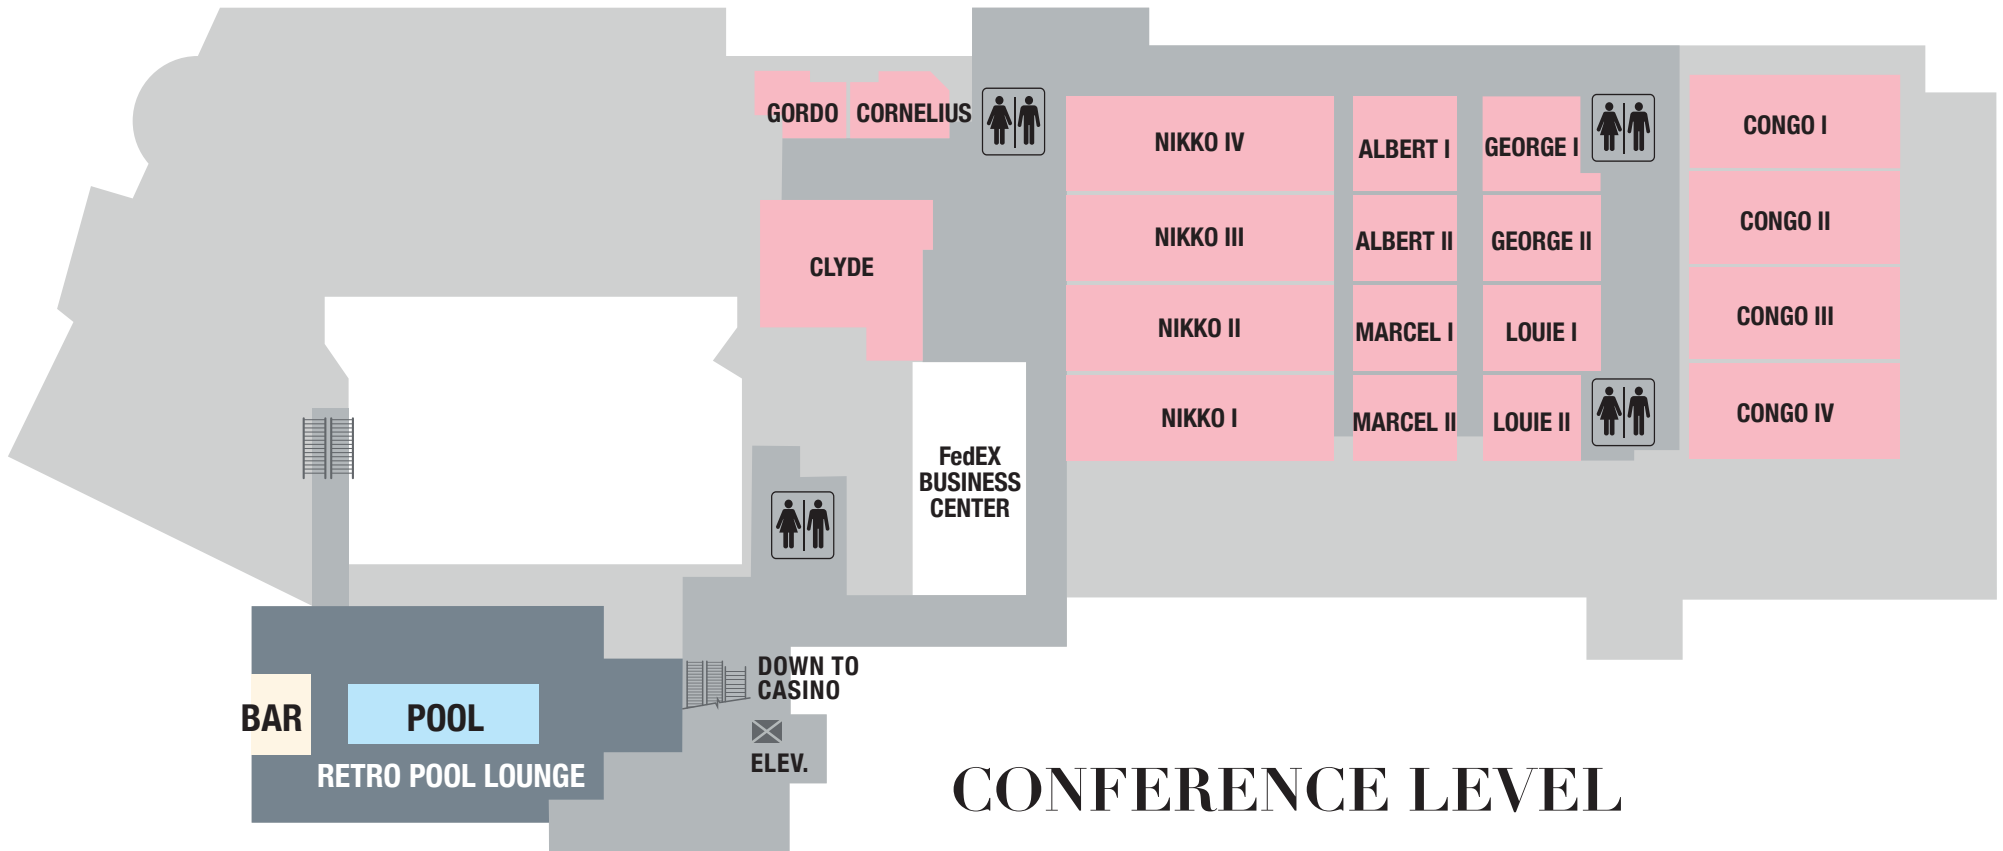 GORDO
CORNELIUS
NIKKO IV
ALBERT I
GEORGE I
CONGO I
CLYDE
NIKKO III
ALBERT II
GEORGE II
CONGO II
NIKKO II
MARCEL I
LOUIE I
CONGO III
NIKKO I
MARCEL II
LOUIE II
CONGO IV
FedEX
BUSINESS
CENTER
DOWN TO
CASINO
ELEV.
BAR
POOL
RETRO POOL LOUNGE
CONFERENCE LEVEL